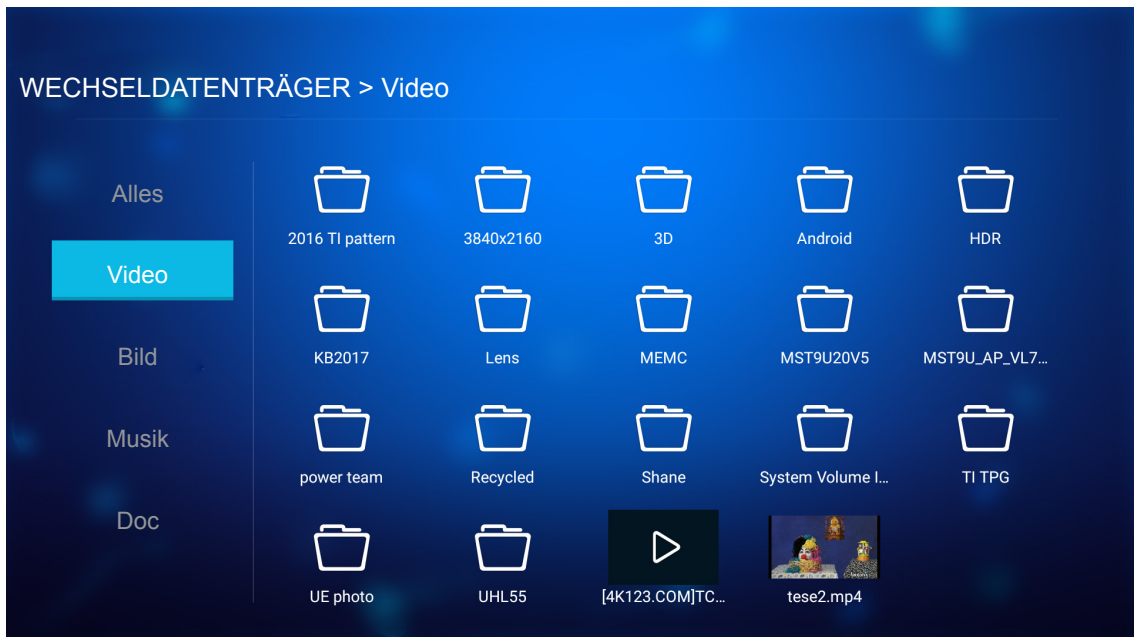 WECHSELDATENTRÄGER > Video
Alles
Video
Bild
Musik
Doc
2016 TI pattern
3840x2160
3D
Android
HDR
KB2017
Lens
MEMC
MST9U20V5
MST9U_AP_VL7...
power team
Recycled
Shane
System Volume I...
TI TPG
UE photo
UHL55
[4K123.COM]TC...
tese2.mp4